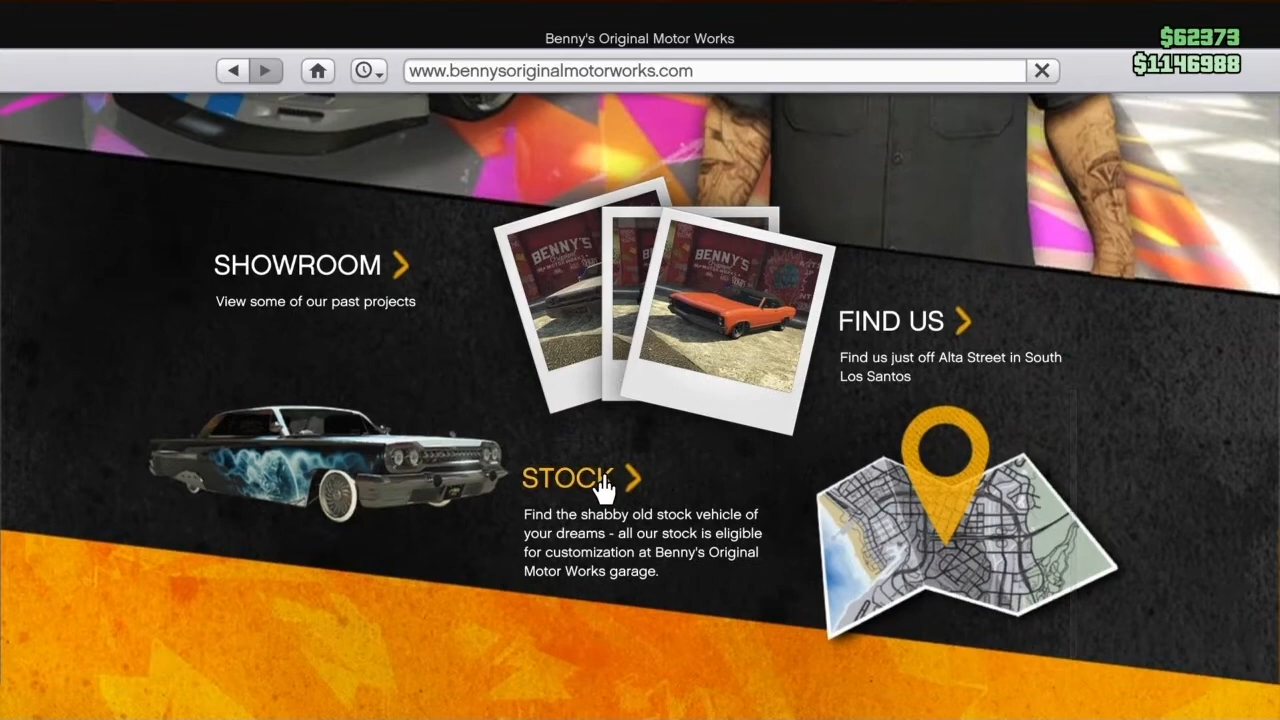 Benny's Original Motor Works
$62373
$1146988
www.bennysoriginalmotorworks.com
SHOWROOM
View some of our past projects
BENNY'S
BENNY'S
FIND US
Find us just off Alta Street in South
Los Santos
STOCK
Find the shabby old stock vehicle of
your dreams - all our stock is eligible
for customization at Benny's Original
Motor Works garage.